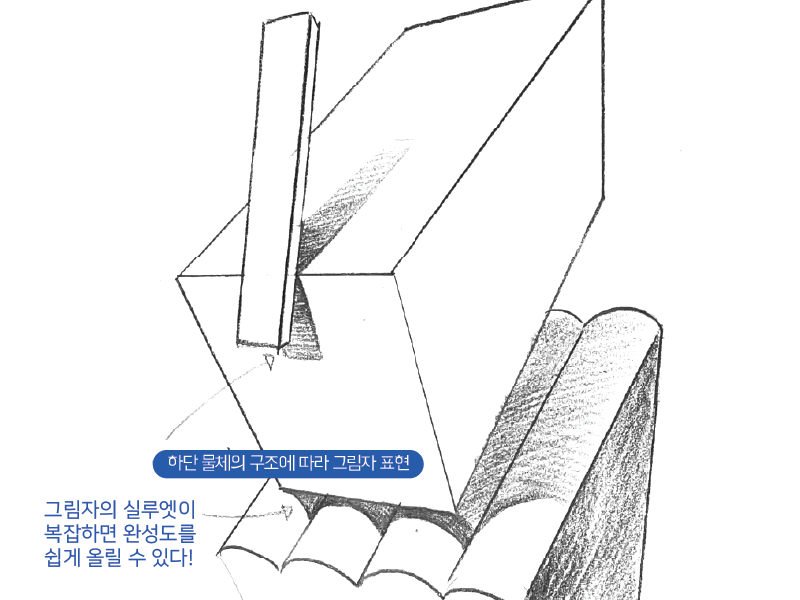 하단 물체의 구조에 따라 그림자 표현
그림자의 실루엣이
복잡하면 완성도를
쉽게 올릴 수 있다!